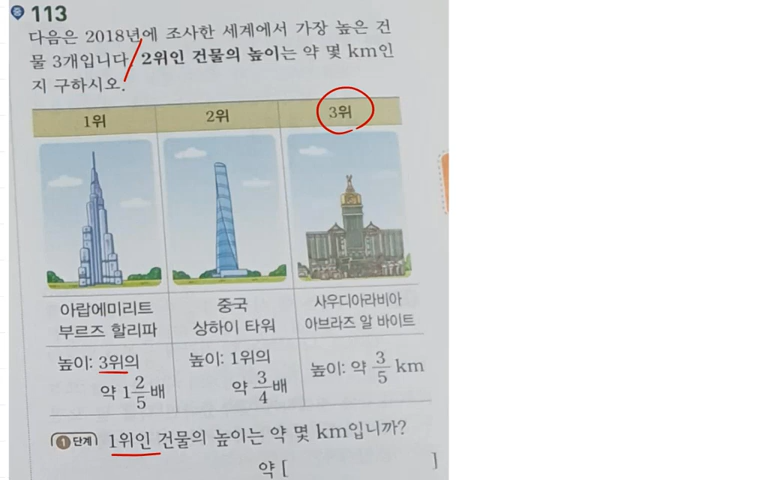 113
다음은 2018년에 조사한 세계에서 가장 높은 건
물 3개입니다. 2위인 건물의 높이는 약 몇 km인
지 구하시오.
1위 2위 3위
아랍에미리트 중국 사우디아라비아
부르즈 할리파 상하이 타워 아브라즈 알 바이트
높이: 3위의 높이: 1위의 높이: 약 3/5 km
약 1 2/5배 약 3/4배
1단계 1위인 건물의 높이는 약 몇 km입니까?
약 [ ]